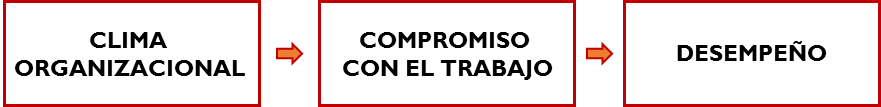 CLIMA
ORGANIZACIONAL
COMPROMISO
CON EL TRABAJO
DESEMPEÑO